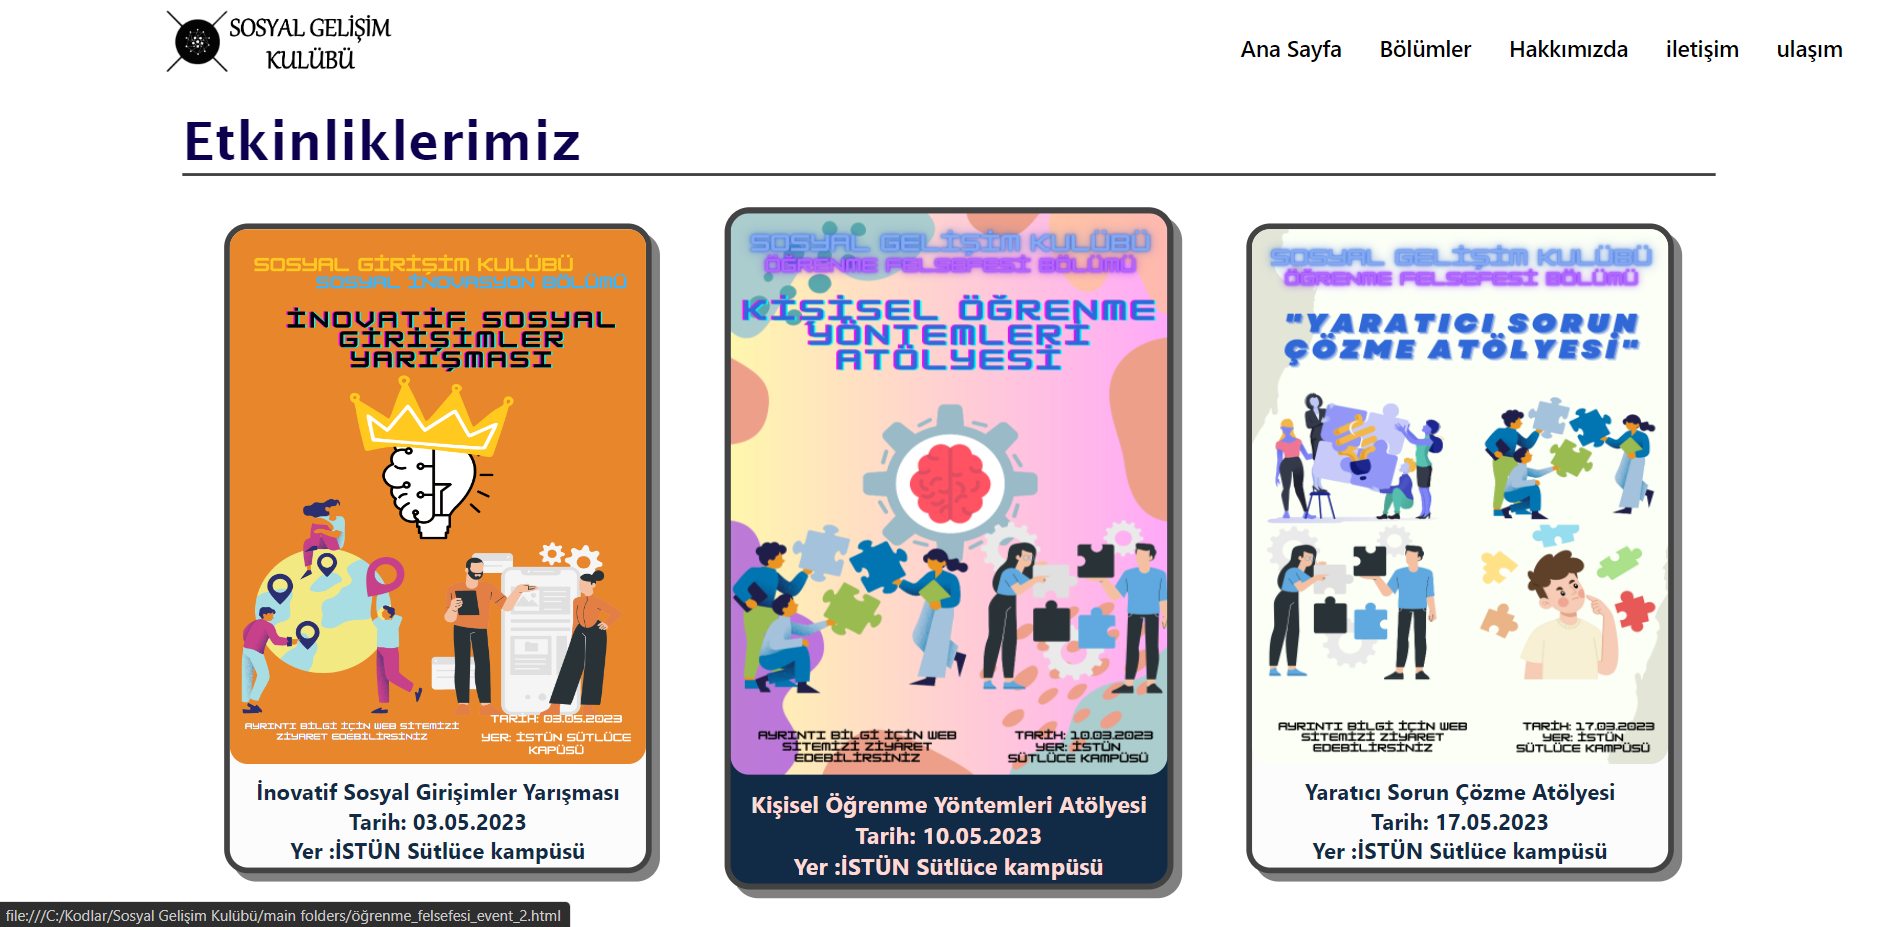 SOSYAL GELİŞİM
KULÜBÜ
Ana Sayfa Bölümler Hakkımızda iletişim ulaşım
Etkinliklerimiz
SOSYAL GİRİŞİM KULÜBÜ
SOSYAL İNOVASYON BÖLÜMÜ
İNOVATİF SOSYAL
GİRİŞİMLER
YARIŞMASI
AYRINTI BİLGİ İÇİN WEB SİTEMİZİ
ZİYARET EDEBİLİRSİNİZ
TARİH: 03.05.2023
YER: İSTÜN SÜTLÜCE
KAPÜSÜ
İnovatif Sosyal Girişimler Yarışması
Tarih: 03.05.2023
Yer :İSTÜN Sütlüce kampüsü
SOSYAL GELİŞİM KULÜBÜ
ÖĞRENME FELSEFESİ BÖLÜMÜ
KİŞİSEL ÖĞRENME
YÖNTEMLERİ
ATÖLYESİ
AYRINTI BİLGİ İÇİN WEB
SİTEMİZİ ZİYARET
EDEBİLİRSİNİZ
TARİH: 10.03.2023
YER: İSTÜN
SÜTLÜCE KAMPÜSÜ
Kişisel Öğrenme Yöntemleri Atölyesi
Tarih: 10.05.2023
Yer :İSTÜN Sütlüce kampüsü
SOSYAL GELİŞİM KULÜBÜ
ÖĞRENME FELSEFESİ BÖLÜMÜ
"YARATICI SORUN
ÇÖZME ATÖLYESİ"
AYRINTI BİLGİ İÇİN WEB
SİTEMİZİ ZİYARET
EDEBİLİRSİNİZ
TARİH: 17.03.2023
YER: İSTÜN
SÜTLÜCE KAMPÜSÜ
Yaratıcı Sorun Çözme Atölyesi
Tarih: 17.05.2023
Yer :İSTÜN Sütlüce kampüsü
file:///C:/Kodlar/Sosyal Gelişim Kulübü/main folders/öğrenme_felsefesi_event_2.html